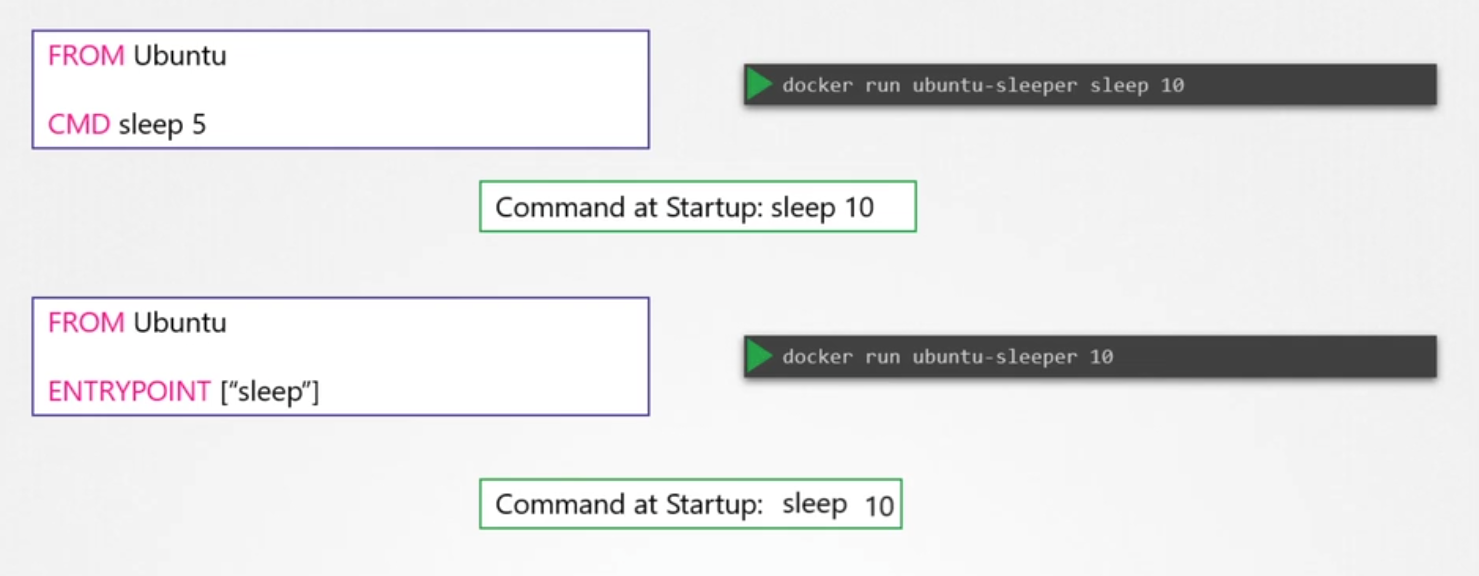 FROM Ubuntu
CMD sleep 5
docker run ubuntu-sleeper sleep 10
Command at Startup: sleep 10
FROM Ubuntu
ENTRYPOINT [“sleep”]
docker run ubuntu-sleeper 10
Command at Startup: sleep 10